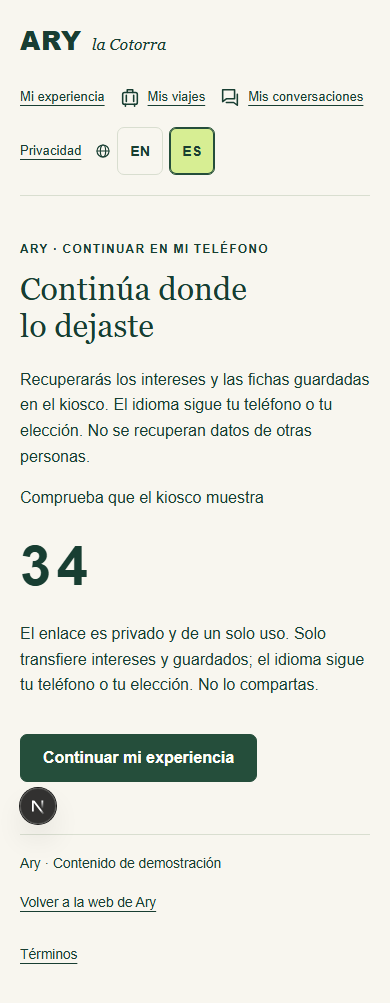 ARY la Cotorra
Mi experiencia Mis viajes Mis conversaciones
Privacidad EN ES
ARY · CONTINUAR EN MI TELÉFONO
Continúa donde
lo dejaste
Recuperarás los intereses y las fichas guardadas
en el kiosco. El idioma sigue tu teléfono o tu
elección. No se recuperan datos de otras
personas.
Comprueba que el kiosco muestra
34
El enlace es privado y de un solo uso. Solo
transfiere intereses y guardados; el idioma sigue
tu teléfono o tu elección. No lo compartas.
Continuar mi experiencia
N
Ary · Contenido de demostración
Volver a la web de Ary
Términos